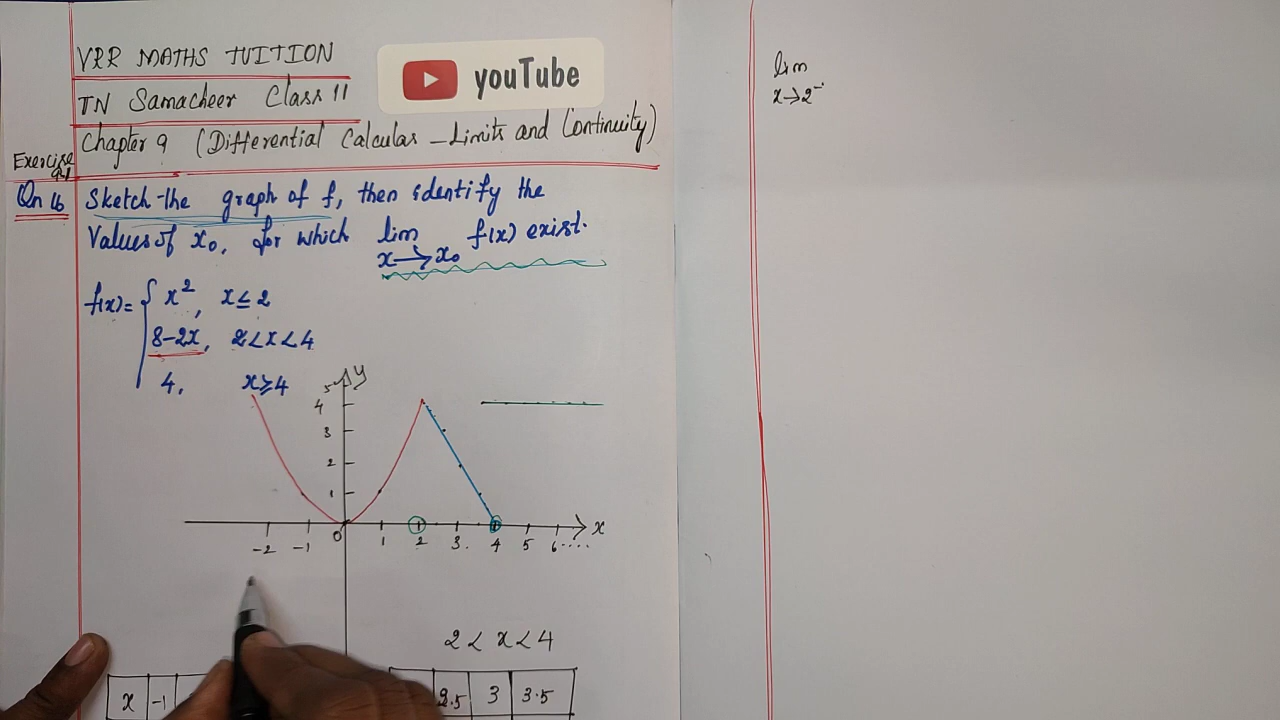 VRR MATHS TUITION
YouTube
TN Samacheer Class 11
Chapter 9 (Differential Calculas - Limits and Continuity)
Exercise
9.1
Qn 16 Sketch the graph of f, then identify the
Values of x₀, for which lim f(x) exist.
x→x₀
f(x)= { x², x≤2
8-2x, 2<x<4
4, x≥4
y
5
4
3
2
1
-2 -1 0 1 2 3. 4 5 6.... x
2 < x < 4
x -1
2.5 3 3.5
lim
x→2⁻